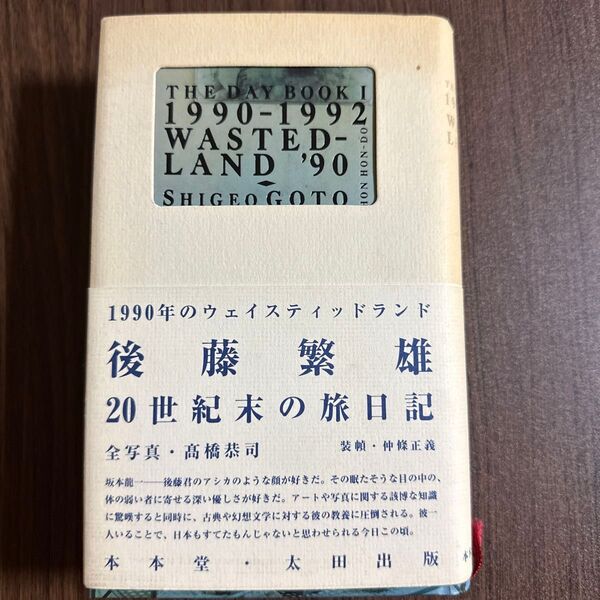 THE DAY BOOK I
1990-1992
WASTED-
LAND '90
SHIGEO GOTO
HON HON-DO
1990年のウェイスティッドランド
後藤繁雄
20世紀末の旅日記
全写真・髙橋恭司 装幀・仲條正義
坂本龍一――後藤君のアシカのような顔が好きだ。その眠たそうな目の中の、
体の弱い者に寄せる深い優しさが好きだ。アートや写真に関する該博な知識
に驚嘆すると同時に、古典や幻想文学に対する彼の教養に圧倒される。彼一
人いることで、日本もすてたもんじゃないと思わせられる今日この頃。
本本堂・太田出版